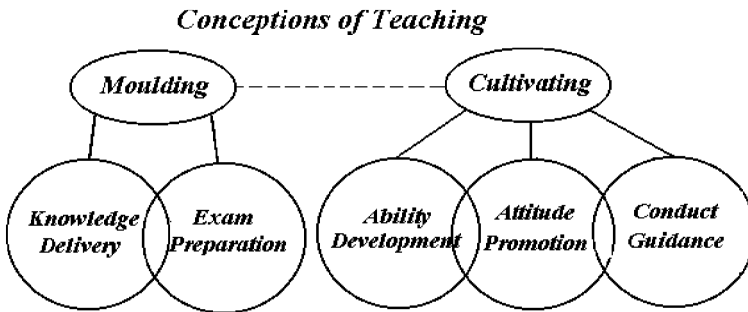 Conceptions of Teaching
Moulding
Cultivating
Knowledge
Delivery
Exam
Preparation
Ability
Development
Attitude
Promotion
Conduct
Guidance